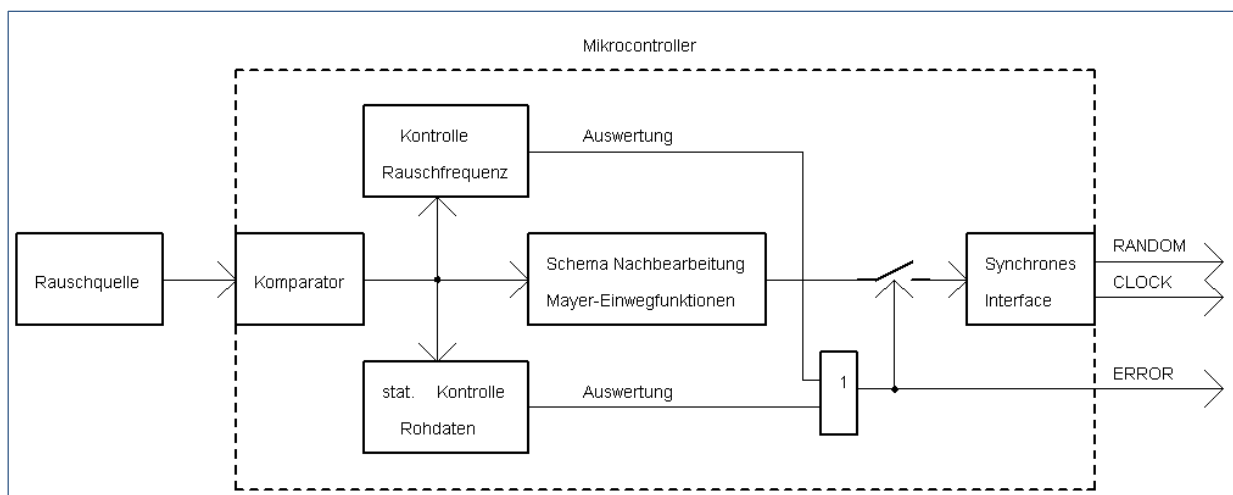 Mikrocontroller
Kontrolle
Rauschfrequenz
Auswertung
Rauschquelle
Komparator
Schema Nachbearbeitung
Mayer-Einwegfunktionen
Synchrones
Interface
RANDOM
CLOCK
stat. Kontrolle
Rohdaten
Auswertung
1
ERROR